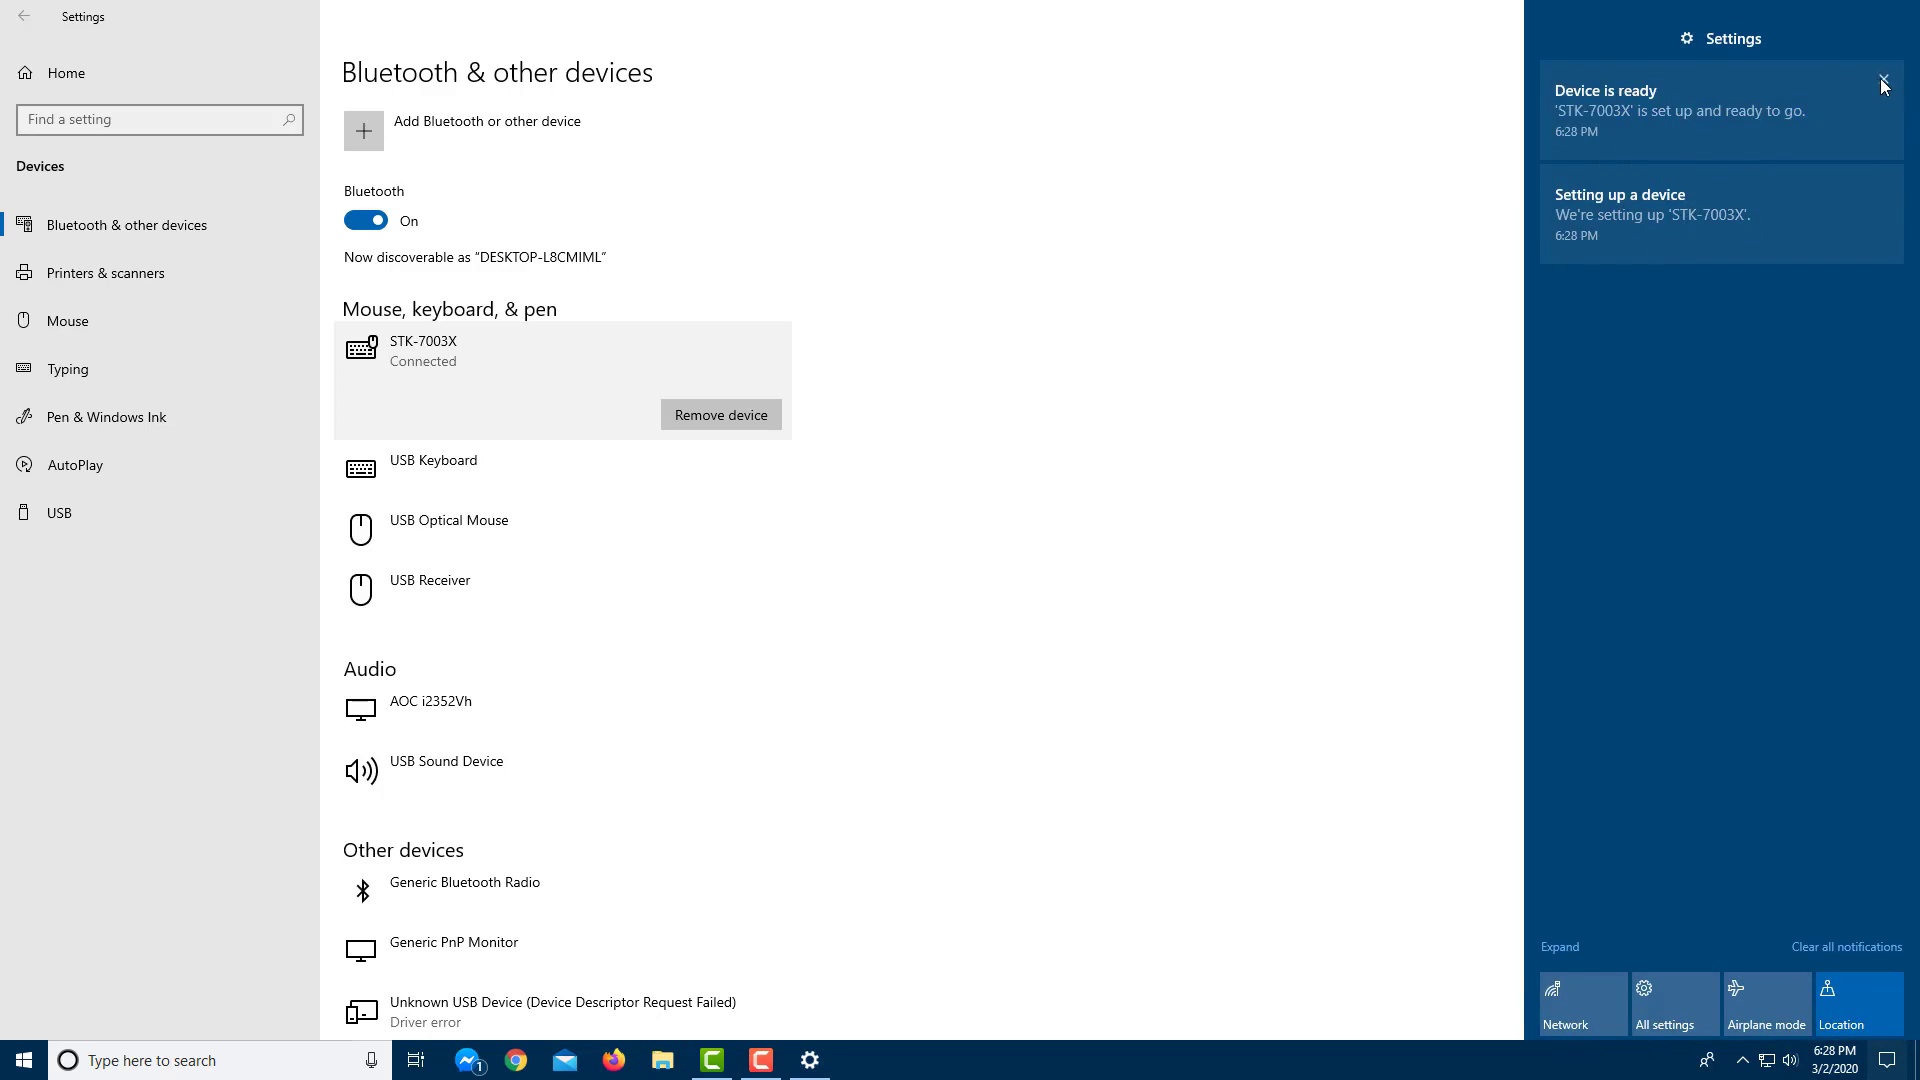 Settings
Home
Find a setting
Devices
Bluetooth & other devices
Printers & scanners
Mouse
Typing
Pen & Windows Ink
AutoPlay
USB
Bluetooth & other devices
Add Bluetooth or other device
Bluetooth
On
Now discoverable as “DESKTOP-L8CMIML”
Mouse, keyboard, & pen
STK-7003X
Connected
Remove device
USB Keyboard
USB Optical Mouse
USB Receiver
Audio
AOC i2352Vh
USB Sound Device
Other devices
Generic Bluetooth Radio
Generic PnP Monitor
Unknown USB Device (Device Descriptor Request Failed)
Driver error
Settings
Device is ready
'STK-7003X' is set up and ready to go.
6:28 PM
Setting up a device
We're setting up 'STK-7003X'.
6:28 PM
Expand
Clear all notifications
Network
All settings
Airplane mode
Location
Type here to search
1
6:28 PM
3/2/2020